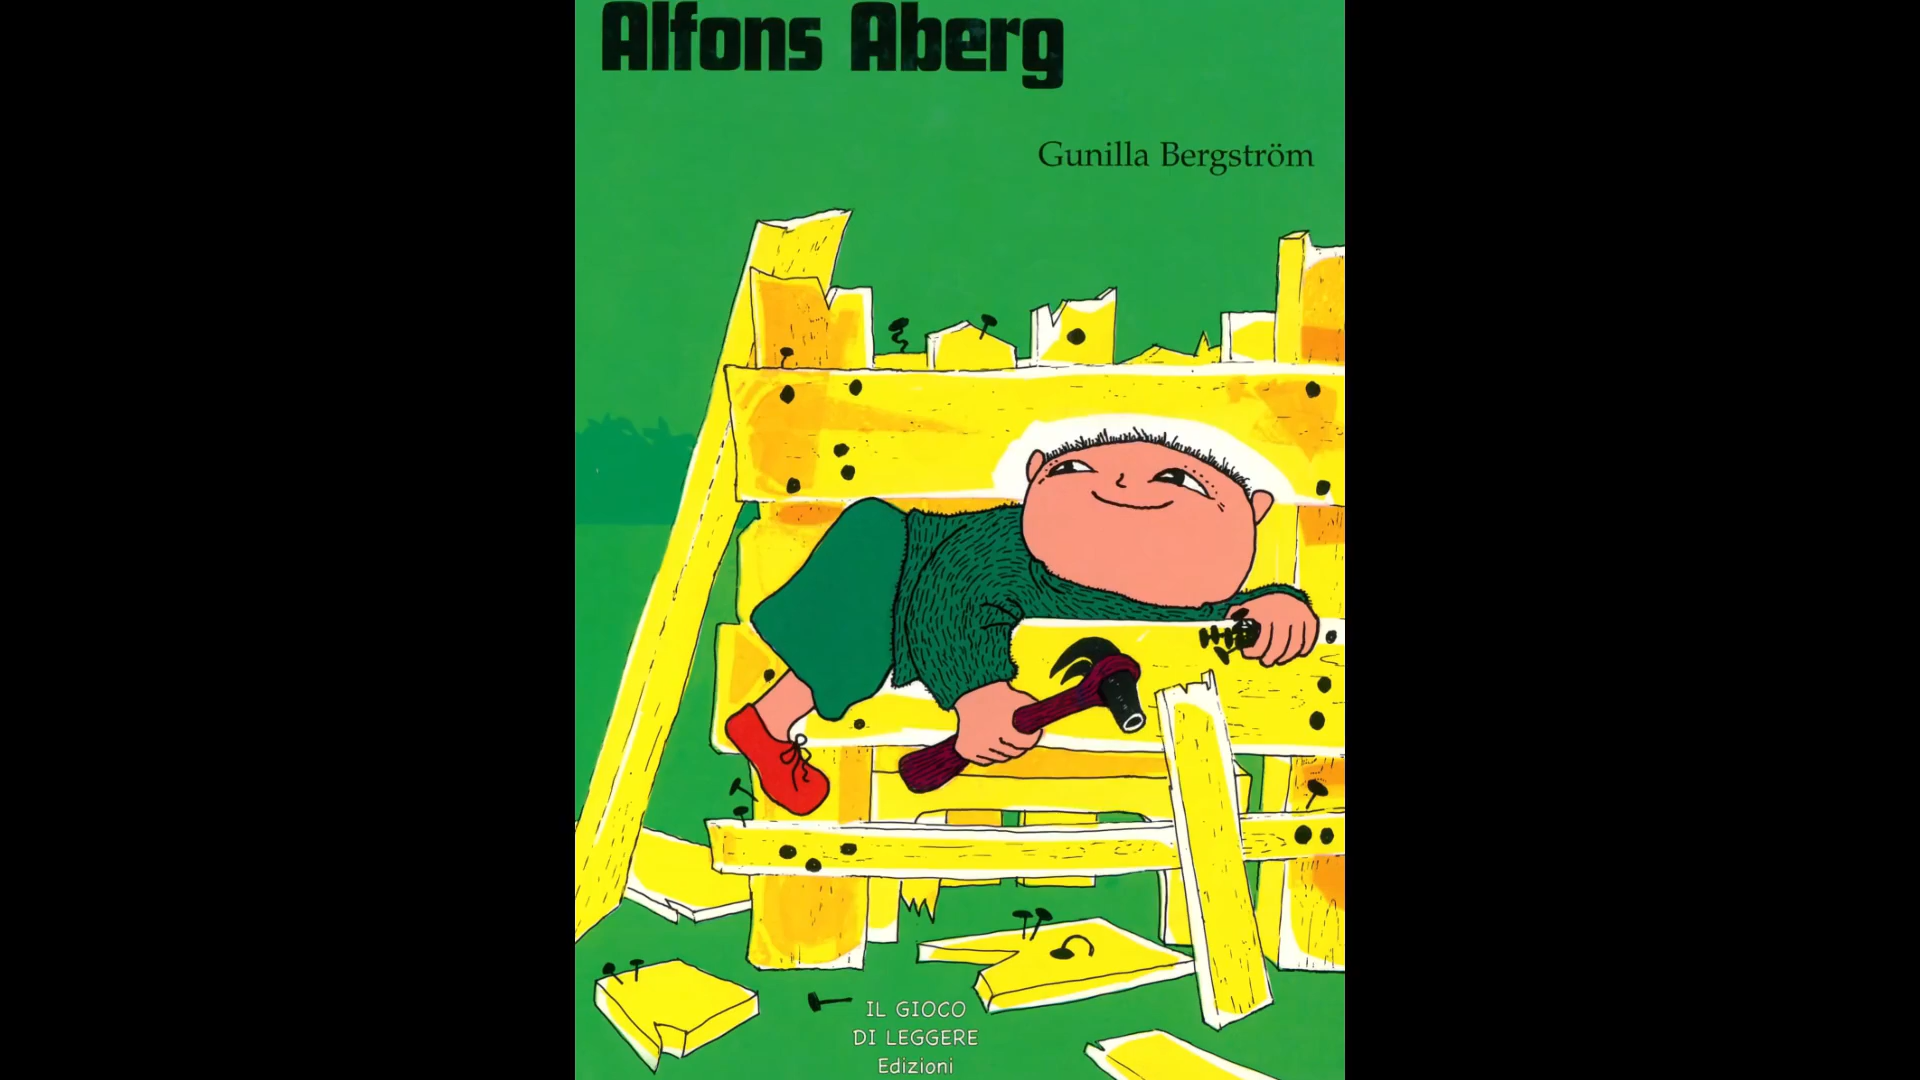 Alfons Aberg
Gunilla Bergström
IL GIOCO
DI LEGGERE
Edizioni